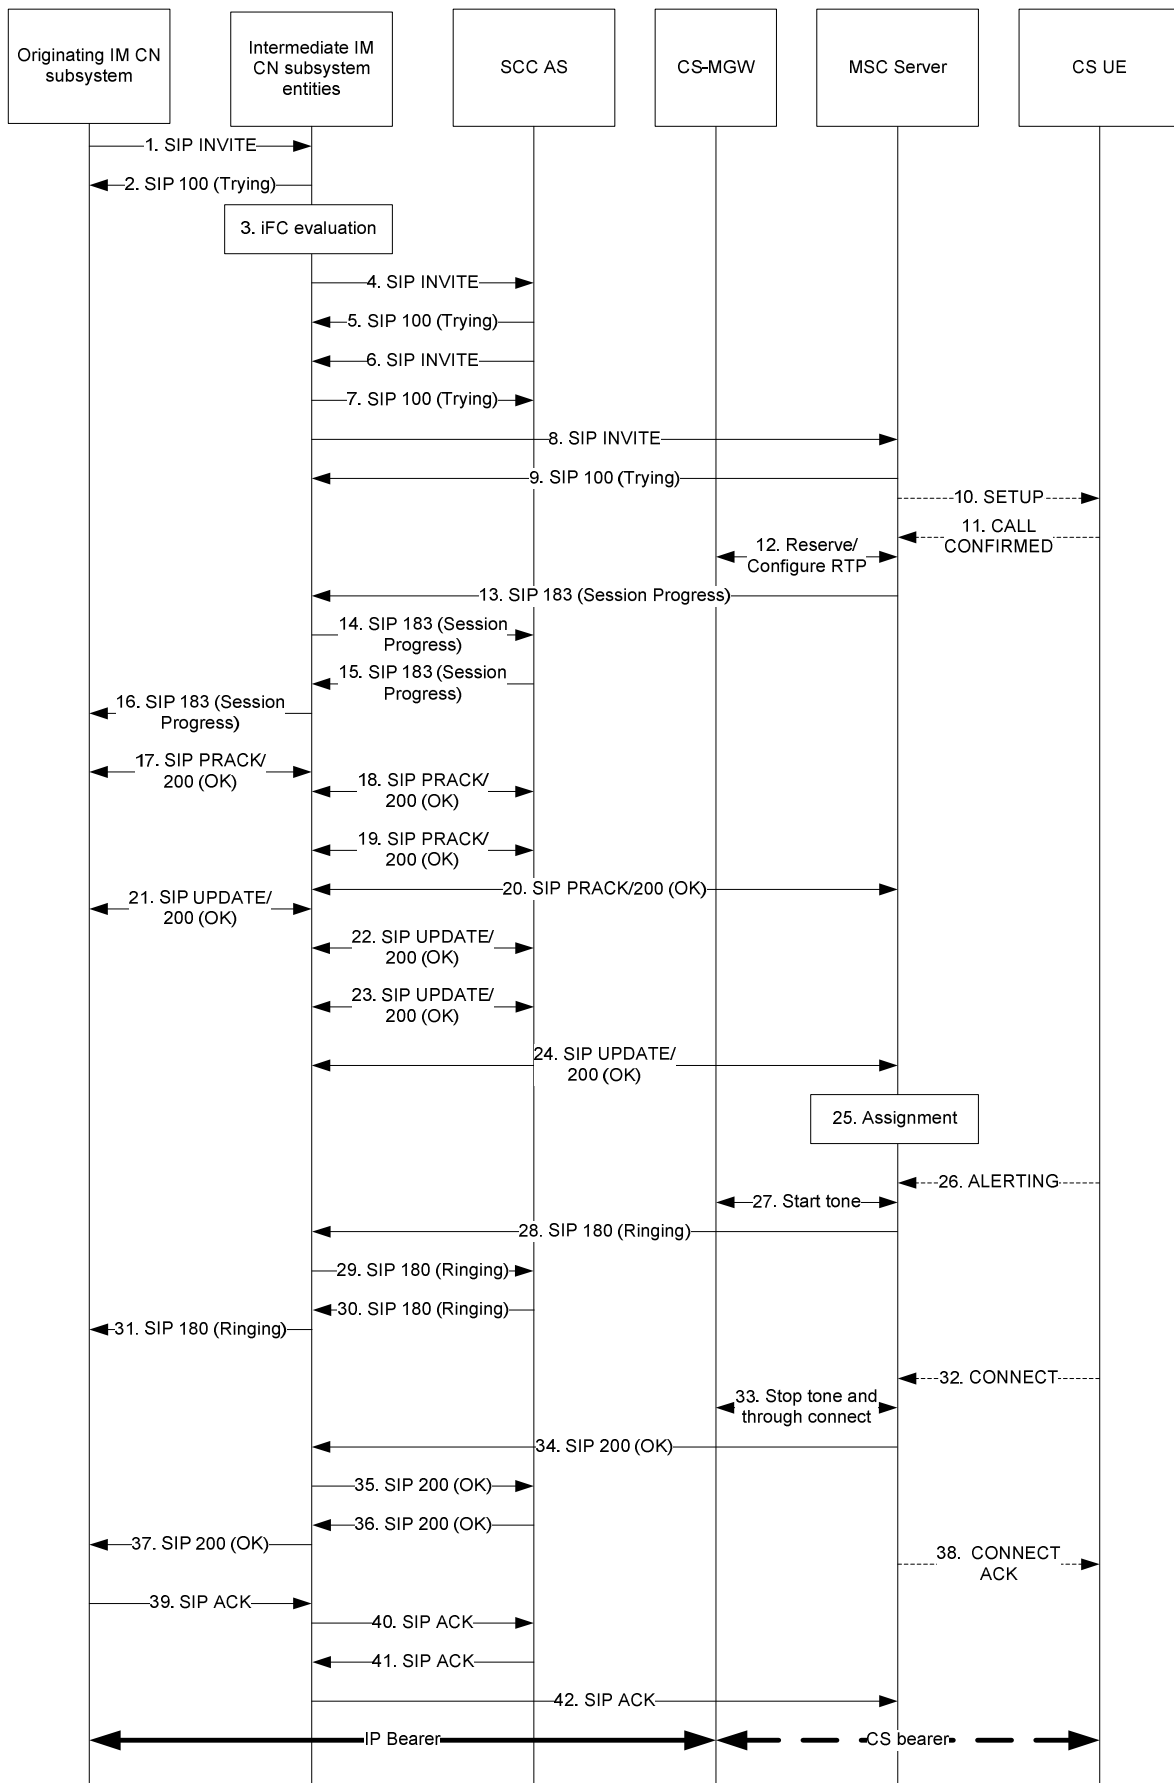 Originating IM CN
subsystem
Intermediate IM
CN subsystem
entities
SCC AS
CS-MGW
MSC Server
CS UE
1. SIP INVITE
2. SIP 100 (Trying)
3. iFC evaluation
4. SIP INVITE
5. SIP 100 (Trying)
6. SIP INVITE
7. SIP 100 (Trying)
8. SIP INVITE
9. SIP 100 (Trying)
10. SETUP
11. CALL
CONFIRMED
12. Reserve/
Configure RTP
13. SIP 183 (Session Progress)
14. SIP 183 (Session
Progress)
15. SIP 183 (Session
Progress)
16. SIP 183 (Session
Progress)
17. SIP PRACK/
200 (OK)
18. SIP PRACK/
200 (OK)
19. SIP PRACK/
200 (OK)
20. SIP PRACK/200 (OK)
21. SIP UPDATE/
200 (OK)
22. SIP UPDATE/
200 (OK)
23. SIP UPDATE/
200 (OK)
24. SIP UPDATE/
200 (OK)
25. Assignment
26. ALERTING
27. Start tone
28. SIP 180 (Ringing)
29. SIP 180 (Ringing)
30. SIP 180 (Ringing)
31. SIP 180 (Ringing)
32. CONNECT
33. Stop tone and
through connect
34. SIP 200 (OK)
35. SIP 200 (OK)
36. SIP 200 (OK)
37. SIP 200 (OK)
38. CONNECT
ACK
39. SIP ACK
40. SIP ACK
41. SIP ACK
42. SIP ACK
IP Bearer
CS bearer